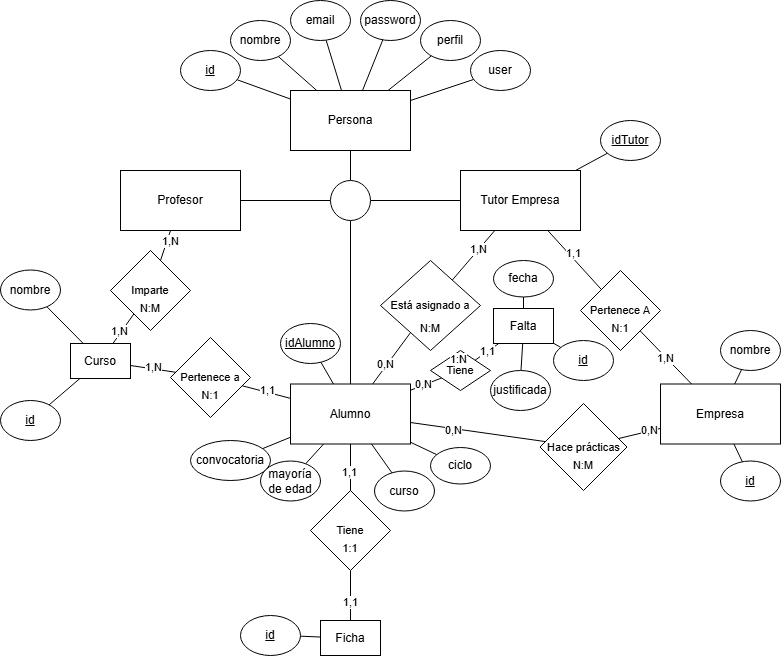 email
password
nombre
perfil
id
user
Persona
idTutor
Profesor
Tutor Empresa
1,N
1,N
1,1
fecha
nombre
Imparte
N:M
Está asignado a
N:M
Pertenece A
N:1
Falta
1,N
idAlumno
1:N
1,1
nombre
Curso
1,N
0,N
Tiene
id
1,N
Pertenece a
N:1
1,1
0,N
justificada
id
Alumno
Empresa
0,N
0,N
Hace prácticas
N:M
convocatoria
mayoría
de edad
1,1
curso
ciclo
id
Tiene
1:1
1,1
id
Ficha